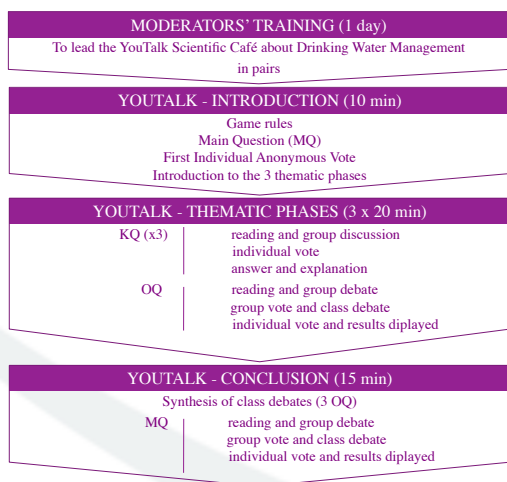 MODERATORS' TRAINING (1 day)
To lead the YouTalk Scientific Café about Drinking Water Management
in pairs
YOUTALK - INTRODUCTION (10 min)
Game rules
Main Question (MQ)
First Individual Anonymous Vote
Introduction to the 3 thematic phases
YOUTALK - THEMATIC PHASES (3 x 20 min)
KQ (x3) reading and group discussion
individual vote
answer and explanation
OQ reading and group debate
group vote and class debate
individual vote and results diplayed
YOUTALK - CONCLUSION (15 min)
Synthesis of class debates (3 OQ)
MQ reading and group debate
group vote and class debate
individual vote and results diplayed